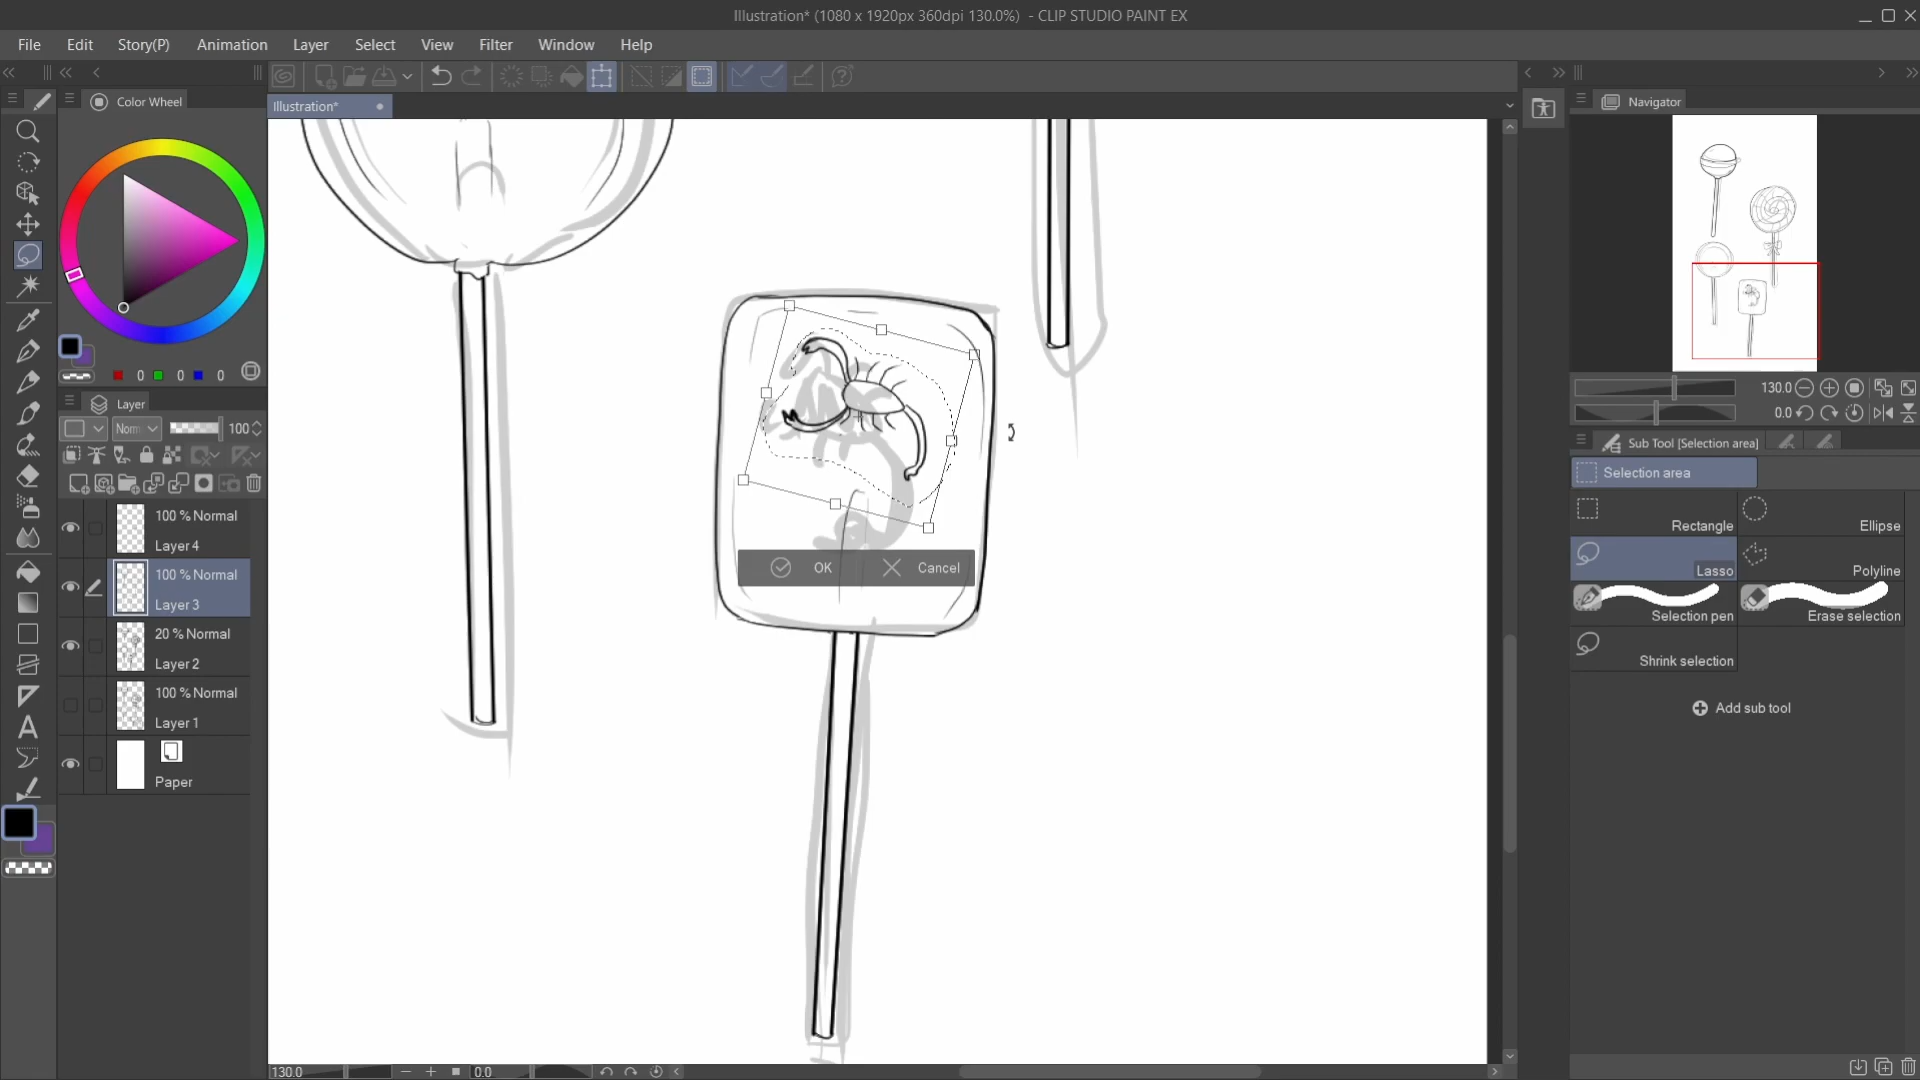 Illustration* (1080 x 1920px 360dpi 130.0%) - CLIP STUDIO PAINT EX
File Edit Story(P) Animation Layer Select View Filter Window Help
Color Wheel
Illustration*
Navigator
0 0 0
Layer
Norm 100
100 % Normal
Layer 4
100 % Normal
Layer 3
20 % Normal
Layer 2
100 % Normal
Layer 1
Paper
A
OK Cancel
130.0
0.0
Sub Tool [Selection area]
Selection area
Rectangle Ellipse
Lasso Polyline
Selection pen Erase selection
Shrink selection
Add sub tool
130.0 0.0